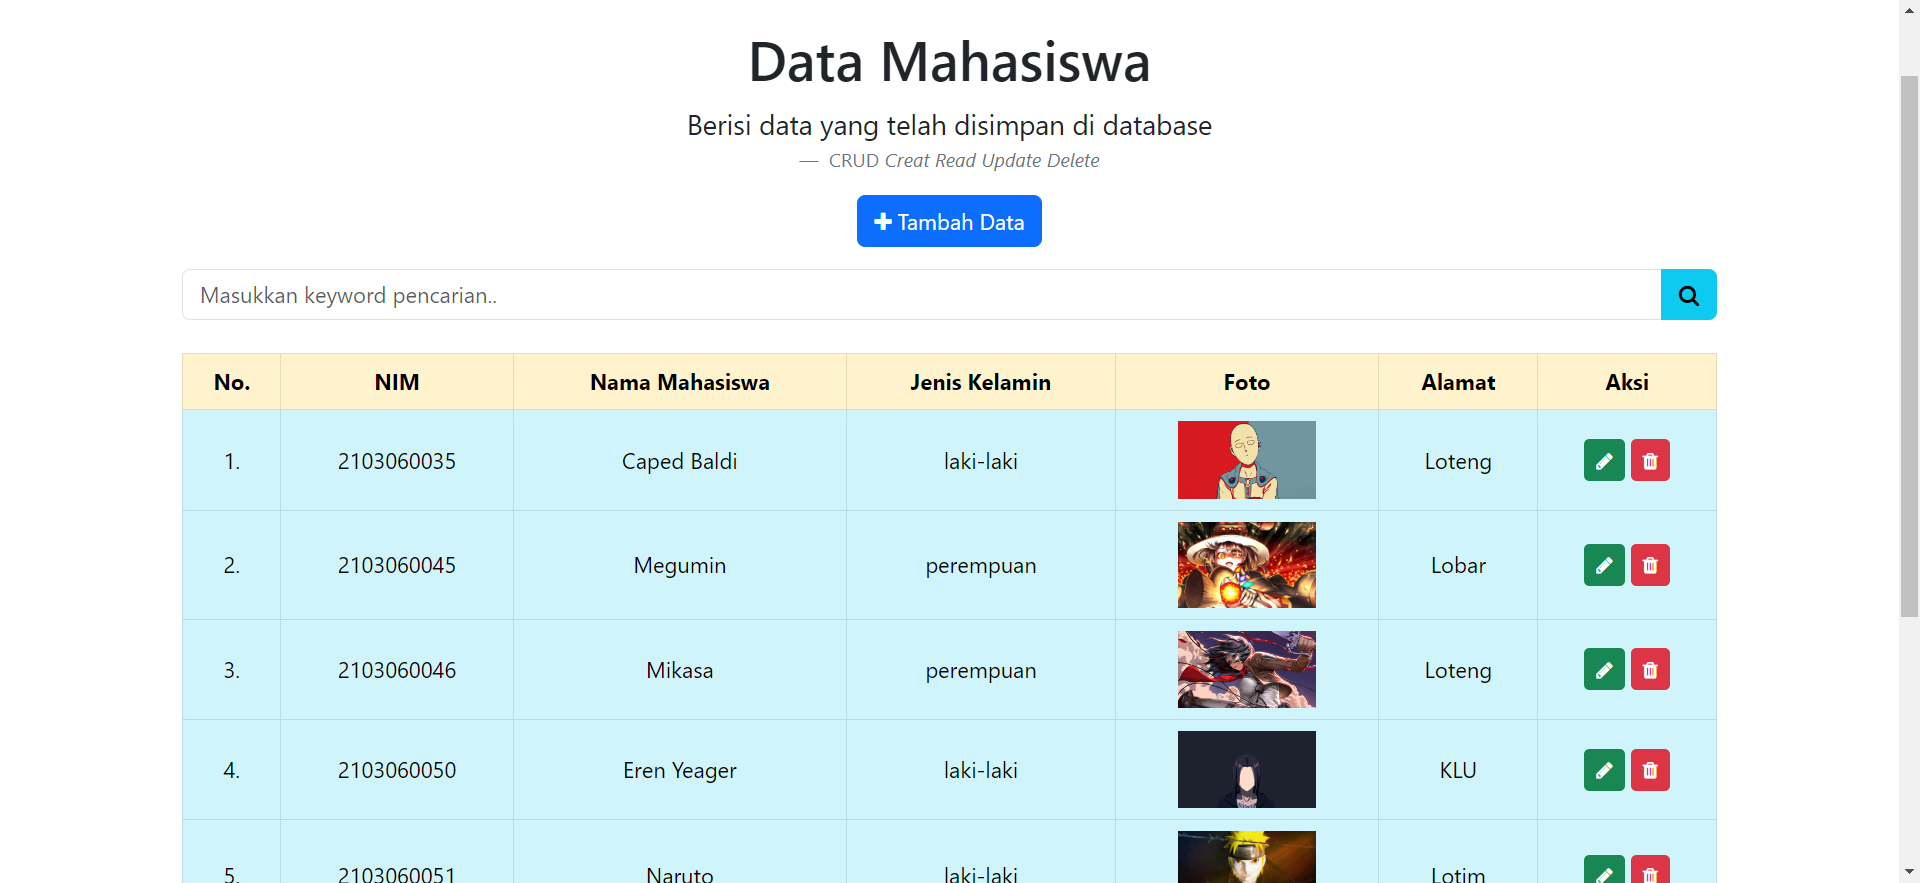 Data Mahasiswa
Berisi data yang telah disimpan di database
— CRUD Creat Read Update Delete
Tambah Data
Masukkan keyword pencarian..
No. NIM Nama Mahasiswa Jenis Kelamin Foto Alamat Aksi
1. 2103060035 Caped Baldi laki-laki Loteng
2. 2103060045 Megumin perempuan Lobar
3. 2103060046 Mikasa perempuan Loteng
4. 2103060050 Eren Yeager laki-laki KLU
5. 2103060051 Naruto laki-laki Lotim